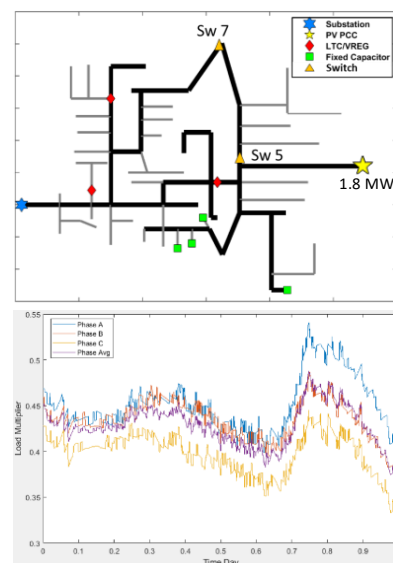 Sw 7
Substation
PV PCC
LTC/VREG
Fixed Capacitor
Switch
Sw 5
1.8 MW
0.55
Phase A
Phase B
Phase C
Phase Avg
0.5
0.45
0.4
0.35
0.3
Load Multiplier
0 0.1 0.2 0.3 0.4 0.5 0.6 0.7 0.8 0.9
Time Day